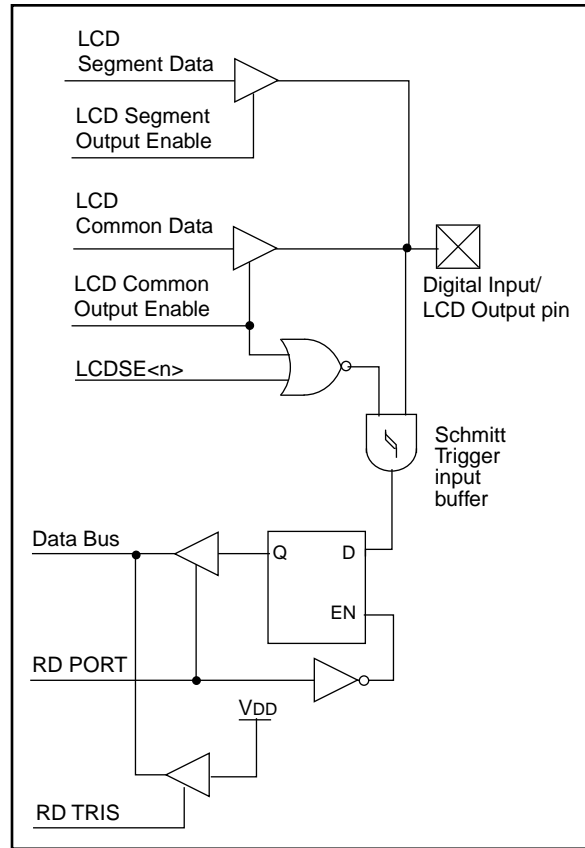 LCD
Segment Data
LCD Segment
Output Enable
LCD
Common Data
LCD Common
Output Enable
Digital Input/
LCD Output pin
LCDSE<n>
Schmitt
Trigger
input
buffer
Data Bus
Q
D
EN
RD PORT
VDD
RD TRIS